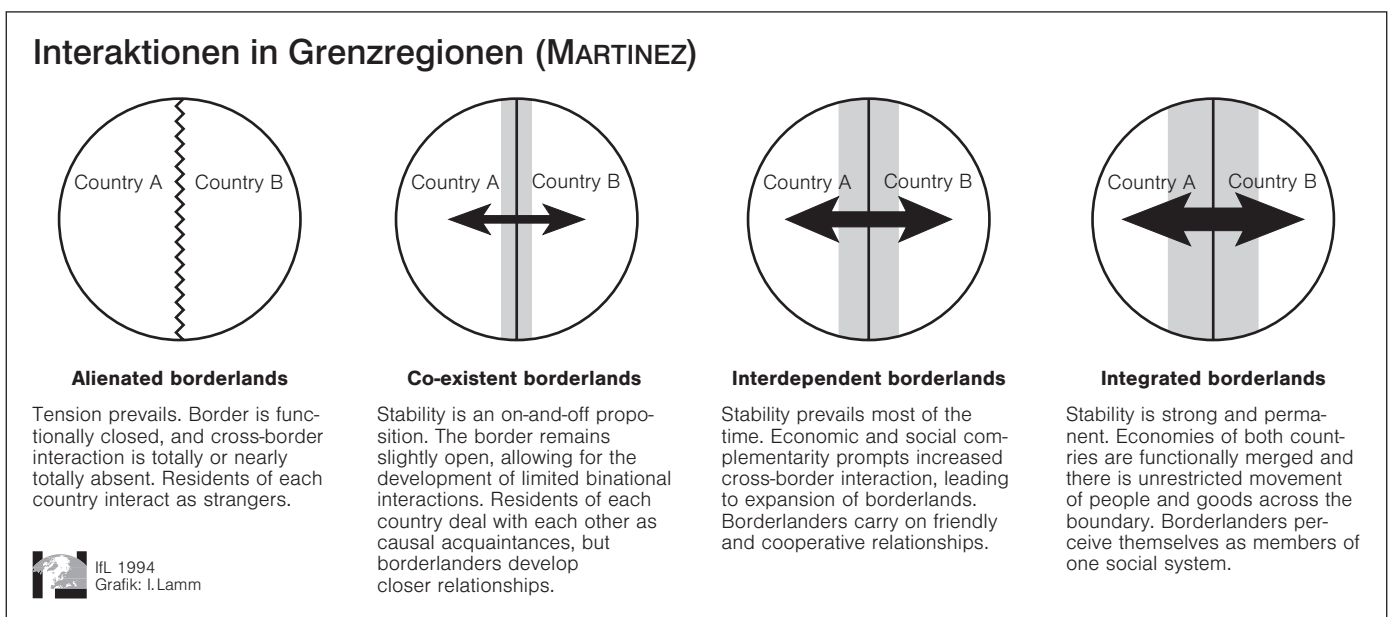 Interaktionen in Grenzregionen (MARTINEZ)
Country A Country B
Country A Country B
Country A Country B
Country A Country B
Alienated borderlands
Tension prevails. Border is func-
tionally closed, and cross-border
interaction is totally or nearly
totally absent. Residents of each
country interact as strangers.
Co-existent borderlands
Stability is an on-and-off propo-
sition. The border remains
slightly open, allowing for the
development of limited binational
interactions. Residents of each
country deal with each other as
causal acquaintances, but
borderlanders develop
closer relationships.
Interdependent borderlands
Stability prevails most of the
time. Economic and social com-
plementarity prompts increased
cross-border interaction, leading
to expansion of borderlands.
Borderlanders carry on friendly
and cooperative relationships.
Integrated borderlands
Stability is strong and perma-
nent. Economies of both count-
ries are functionally merged and
there is unrestricted movement
of people and goods across the
boundary. Borderlanders per-
ceive themselves as members of
one social system.
IfL 1994
Grafik: I. Lamm